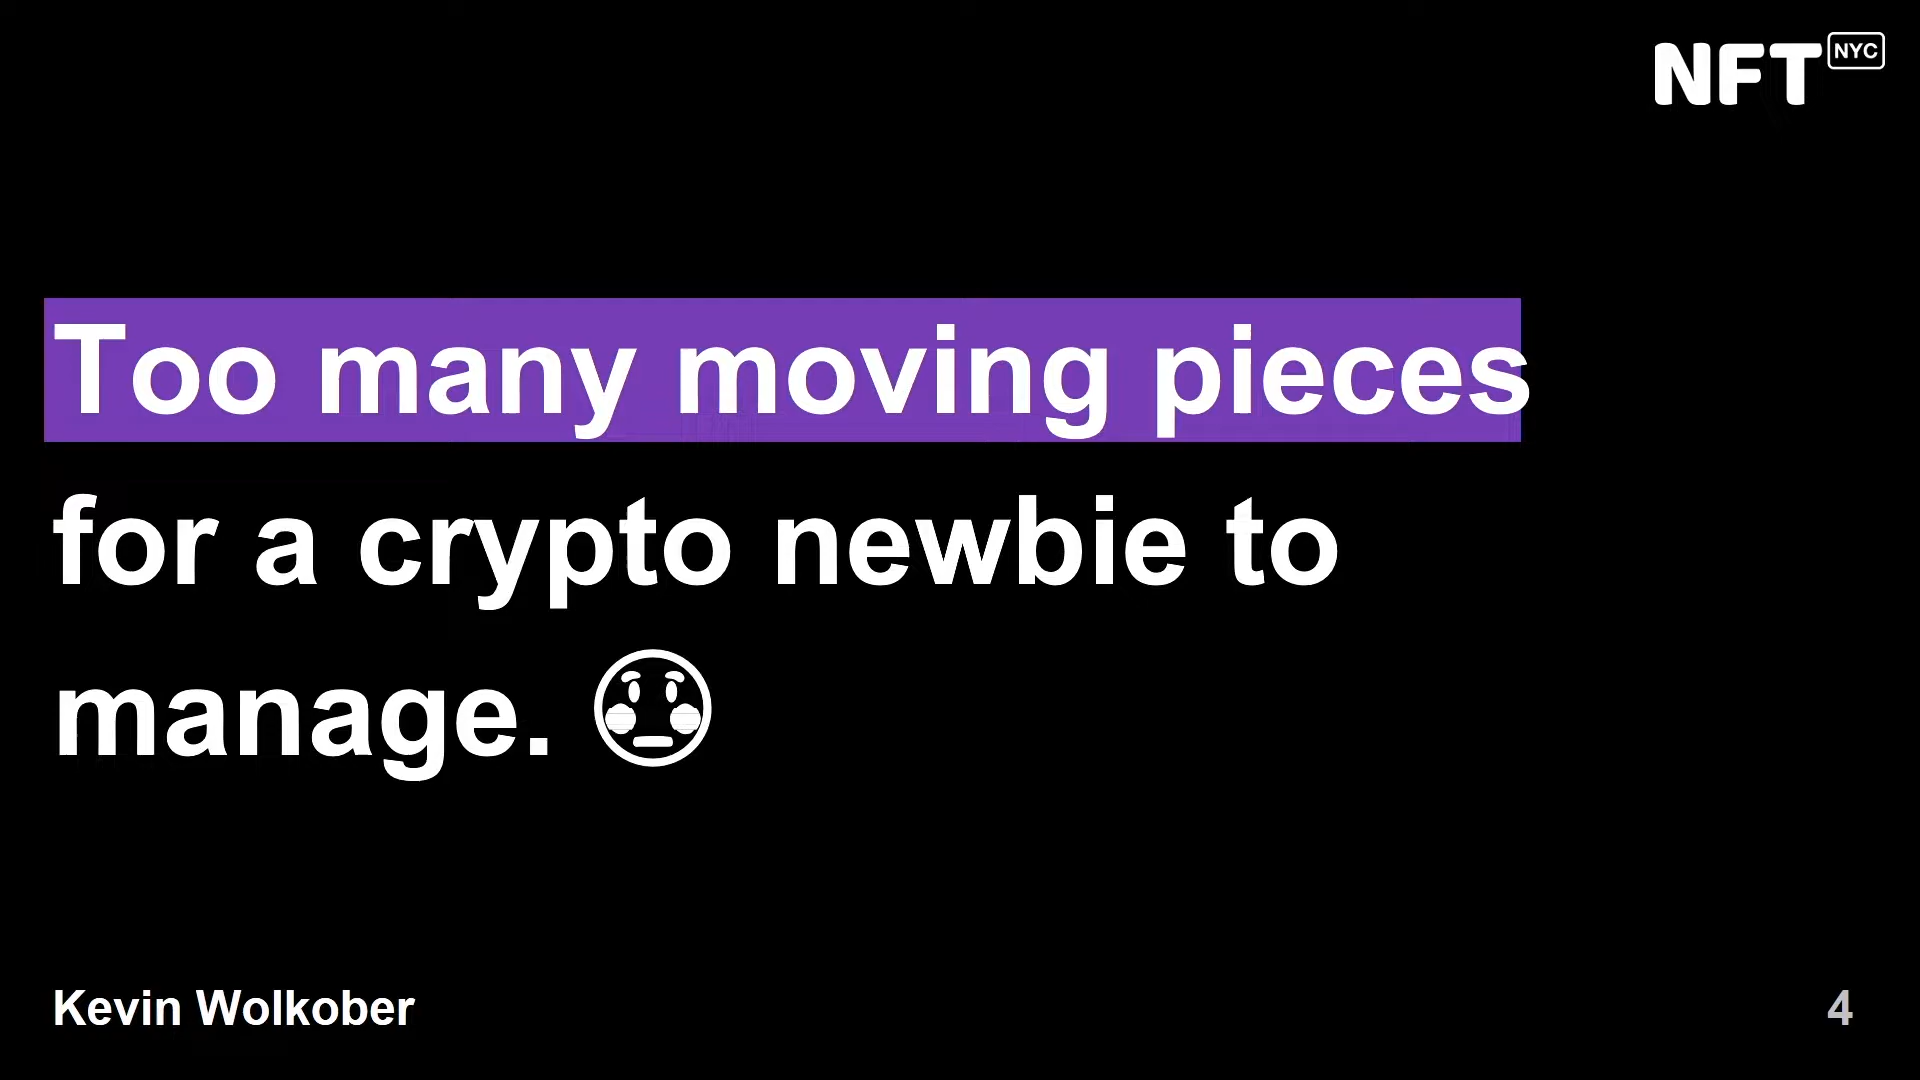 NFT NYC
Too many moving pieces
for a crypto newbie to
manage. 😳
Kevin Wolkober
4